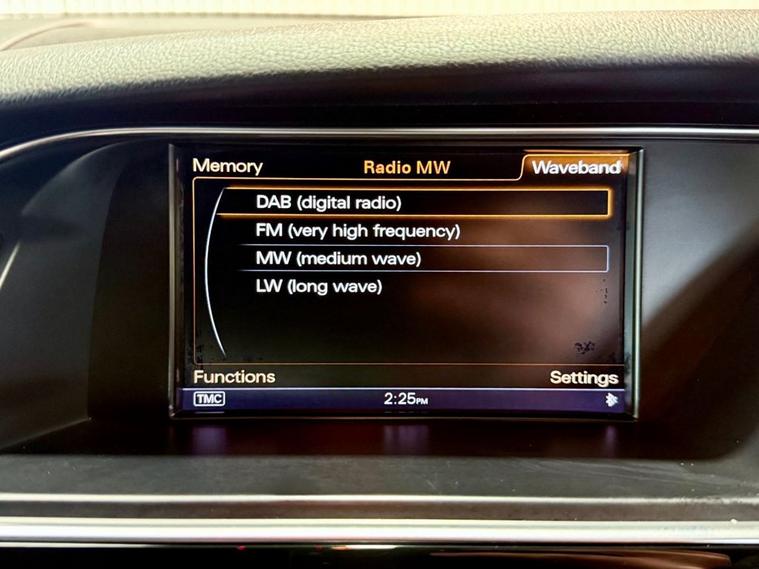 Memory Radio MW Waveband
DAB (digital radio)
FM (very high frequency)
MW (medium wave)
LW (long wave)
Functions Settings
TMC 2:25PM